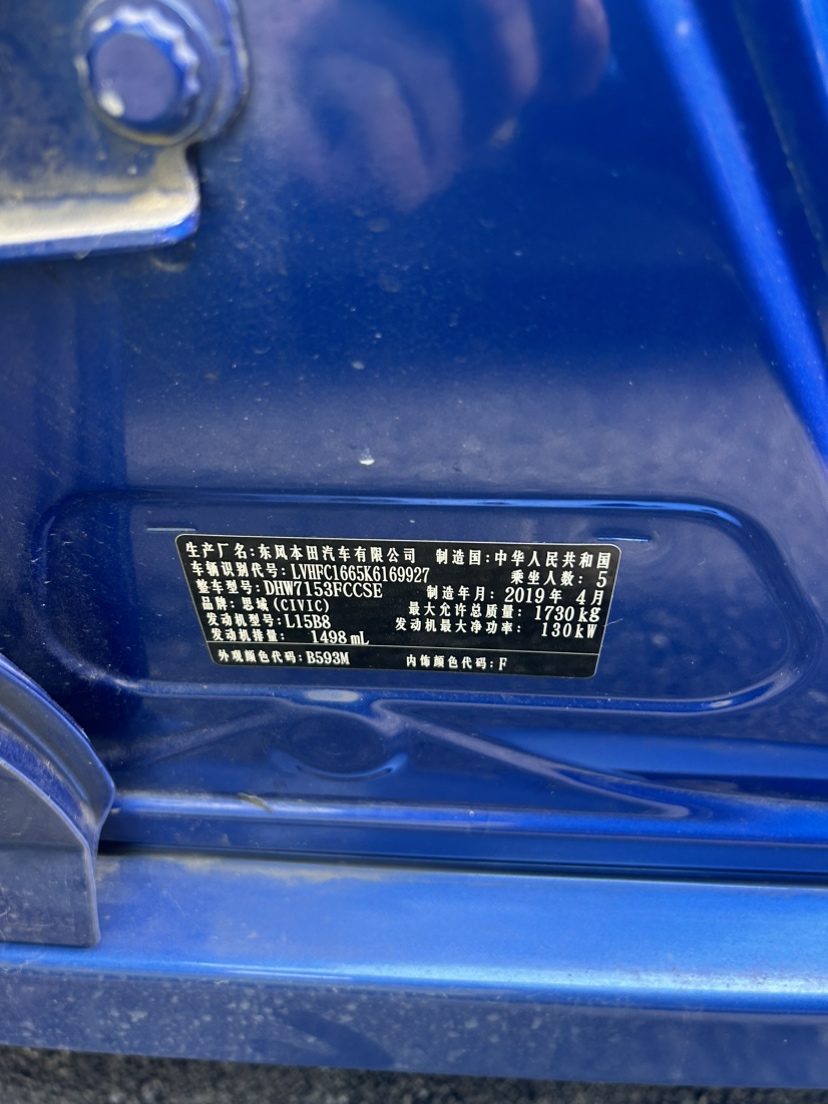 生产厂名:东风本田汽车有限公司 制造国:中华人民共和国
车辆识别代号:LVHFC1665K6169927 乘坐人数: 5
整车型号:DHW7153FCCSE 制造年月: 2019年 4月
品牌: 思域(CIVIC) 最大允许总质量: 1730kg
发动机型号:L15B8 发动机最大净功率: 130kW
发动机排量: 1498mL
外观颜色代码:B593M 内饰颜色代码:F